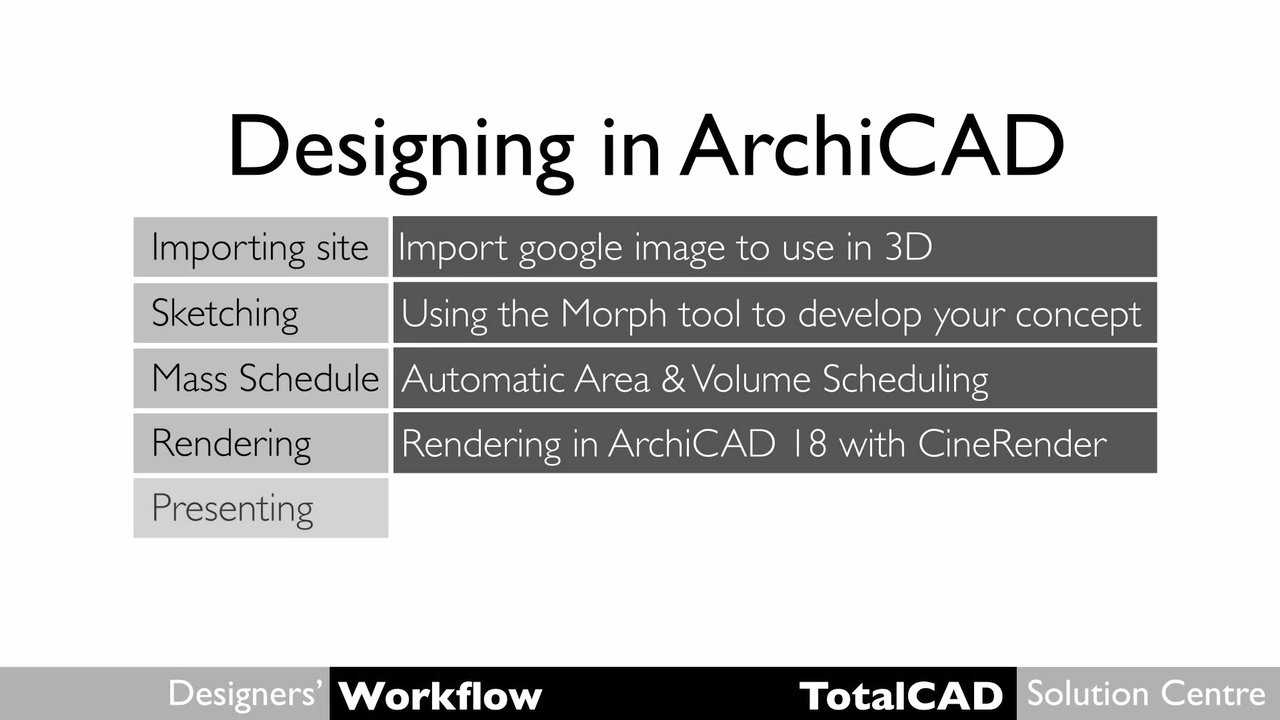 Designing in ArchiCAD
Importing site Import google image to use in 3D
Sketching Using the Morph tool to develop your concept
Mass Schedule Automatic Area & Volume Scheduling
Rendering Rendering in ArchiCAD 18 with CineRender
Presenting
Designers' Workflow TotalCAD Solution Centre